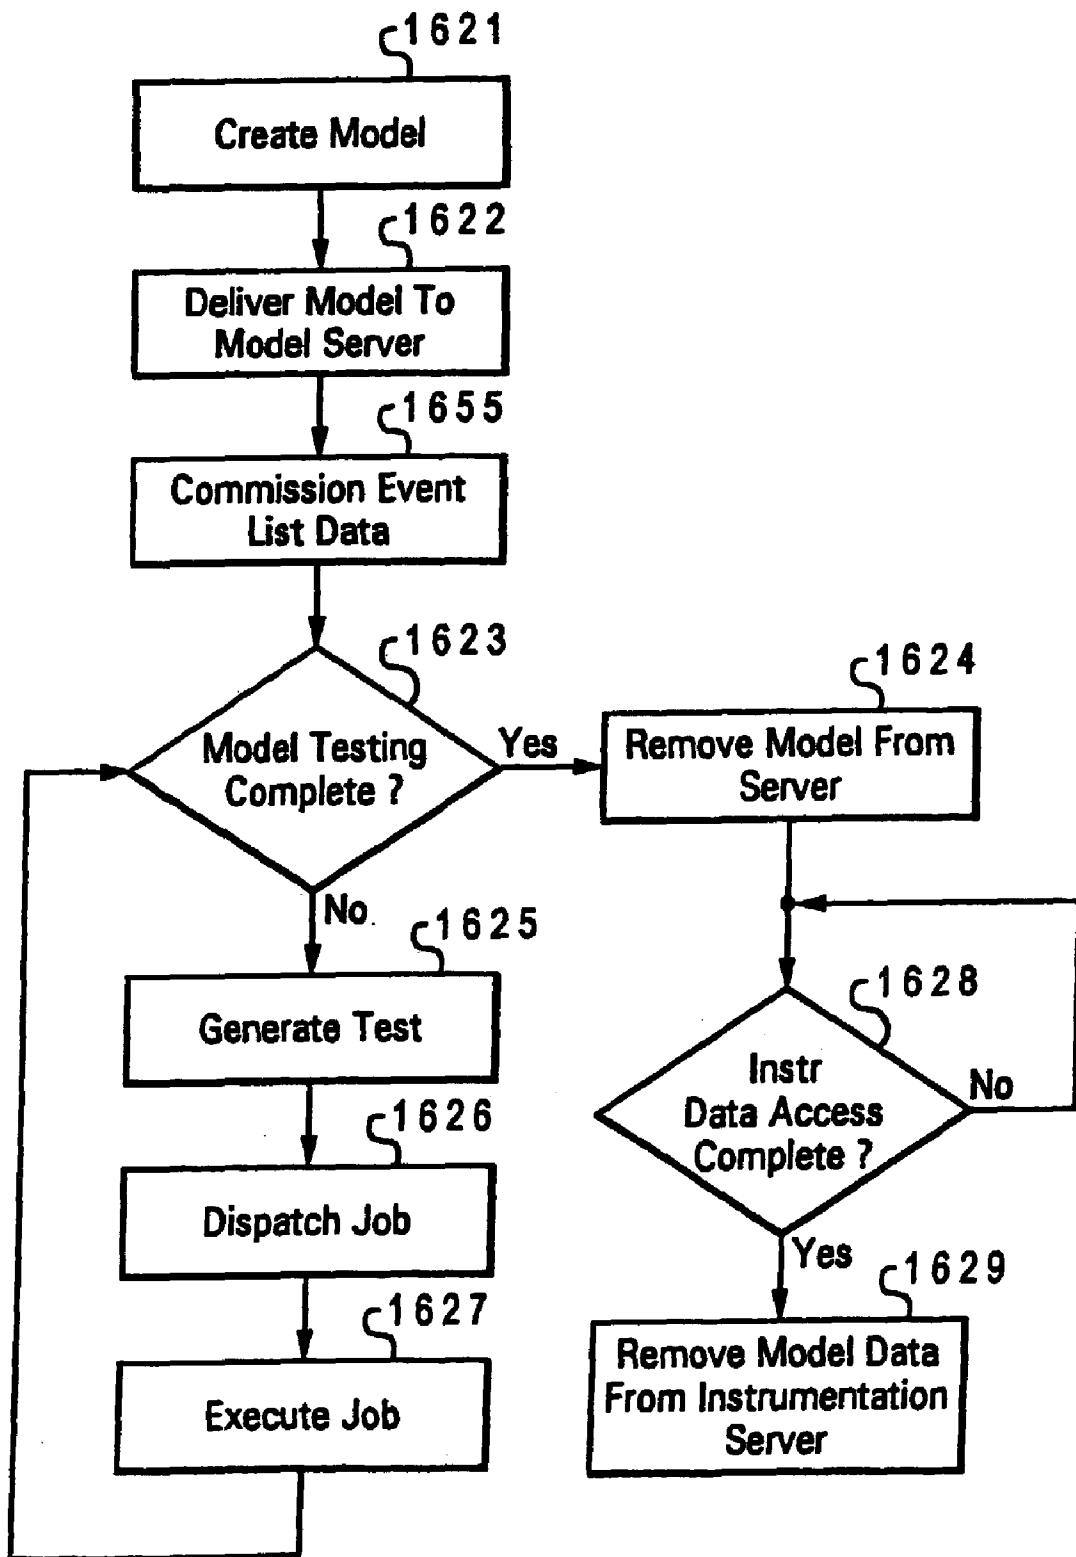 1621
Create Model
1622
Deliver Model To
Model Server
1655
Commission Event
List Data
1623
Model Testing
Complete ?
Yes
No
1624
Remove Model From
Server
1625
Generate Test
1626
Dispatch Job
1627
Execute Job
1628
Instr
Data Access
Complete ?
No
Yes
1629
Remove Model Data
From Instrumentation
Server